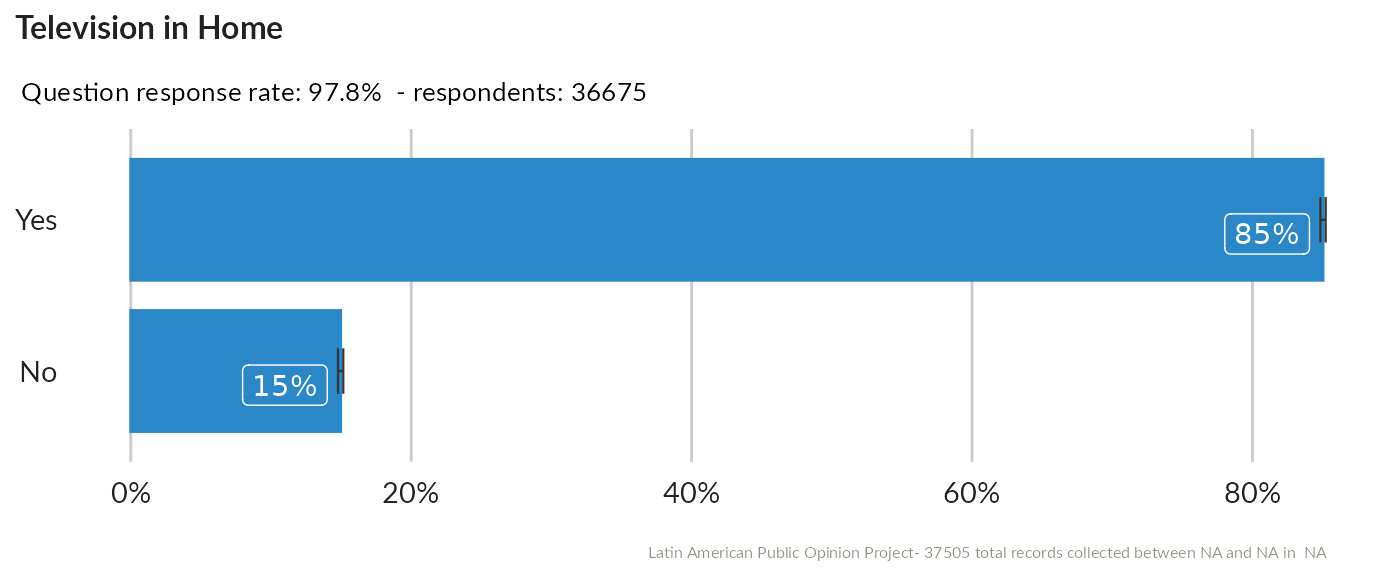 Television in Home
Question response rate: 97.8%  - respondents: 36675
Yes
85%
No
15%
0% 20% 40% 60% 80%
Latin American Public Opinion Project- 37505 total records collected between NA and NA in  NA